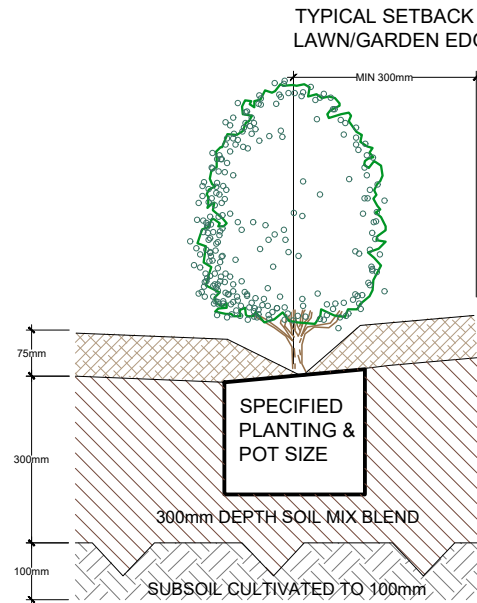 TYPICAL SETBACK
LAWN/GARDEN EDG
MIN 300mm
75mm
SPECIFIED
PLANTING &
POT SIZE
300mm
300mm DEPTH SOIL MIX BLEND
100mm
SUBSOIL CULTIVATED TO 100mm